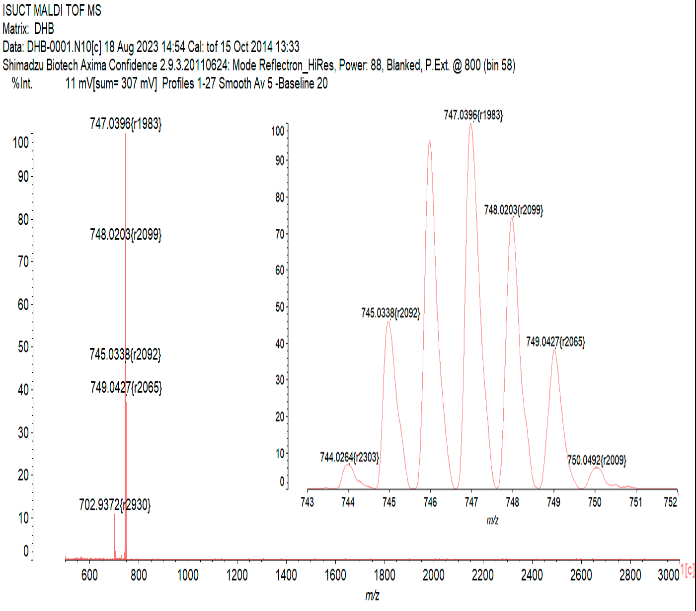 ISUCT MALDI TOF MS
Matrix: DHB
Data: DHB-0001.N10[c] 18 Aug 2023 14:54 Cal: tof 15 Oct 2014 13:33
Shimadzu Biotech Axima Confidence 2.9.3.20110624: Mode Reflectron_HiRes, Power: 88, Blanked, P.Ext. @ 800 (bin 58)
%Int. 11 mV[sum= 307 mV] Profiles 1-27 Smooth Av 5 -Baseline 20
747.0396{r1983}
748.0203{r2099}
745.0338{r2092}
749.0427{r2065}
702.9372{r2930}
100
90
80
70
60
50
40
30
20
10
0
600 800 1000 1200 1400 1600 1800 2000 2200 2400 2600 2800 3000
m/z
1[c]
747.0396{r1983}
748.0203{r2099}
745.0338{r2092}
749.0427{r2065}
744.0264{r2303}
750.0492{r2009}
100
90
80
70
60
50
40
30
20
10
0
743 744 745 746 747 748 749 750 751 752
m/z